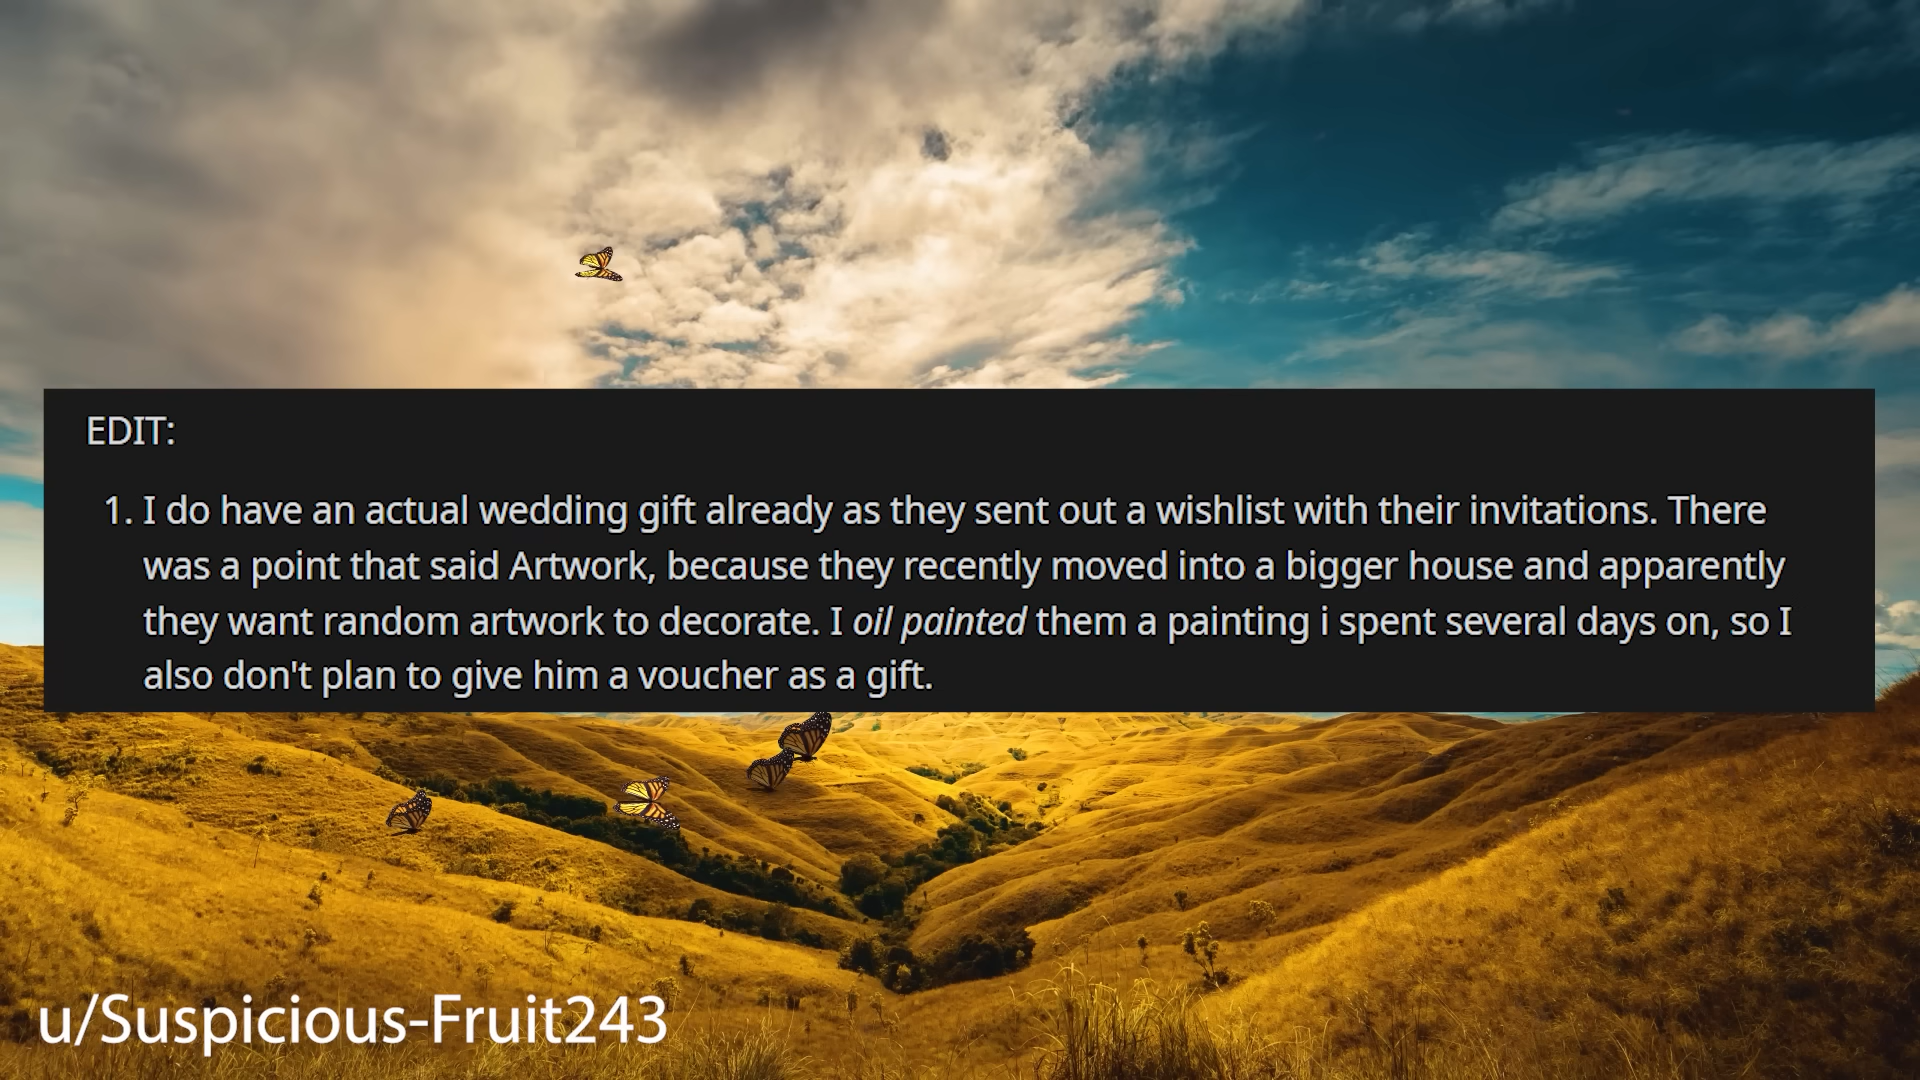 EDIT:
1. I do have an actual wedding gift already as they sent out a wishlist with their invitations. There
was a point that said Artwork, because they recently moved into a bigger house and apparently
they want random artwork to decorate. I oil painted them a painting i spent several days on, so I
also don't plan to give him a voucher as a gift.
u/Suspicious-Fruit243